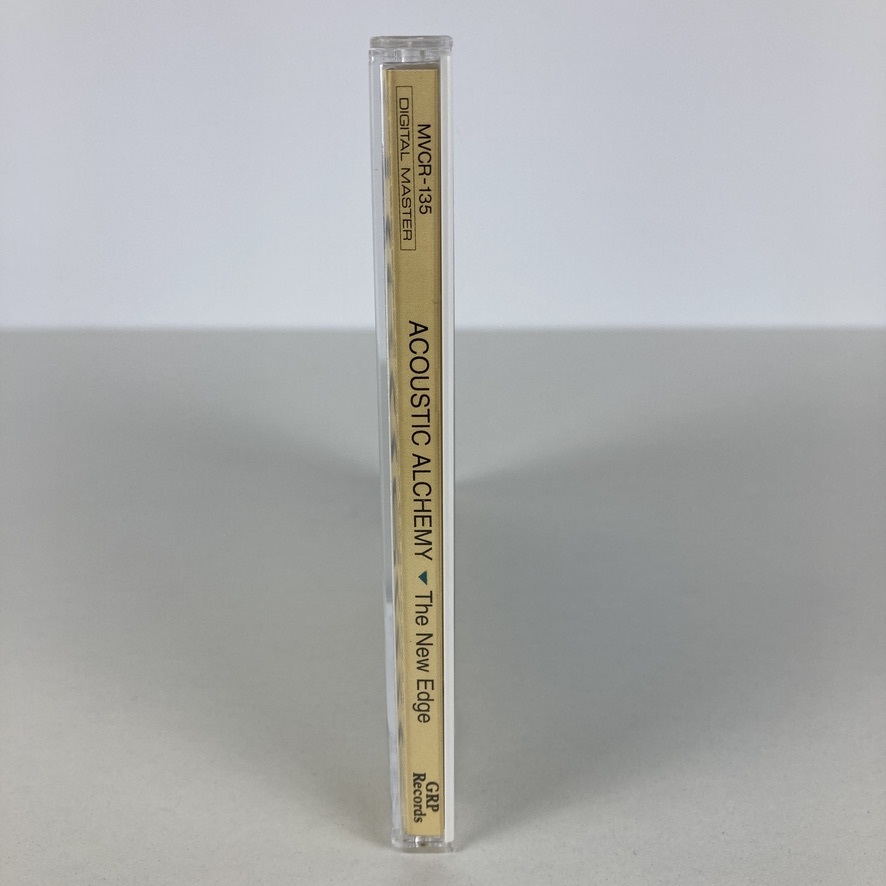 MVCR-135
DIGITAL MASTER
ACOUSTIC ALCHEMY ▼ The New Edge
GRP
Records